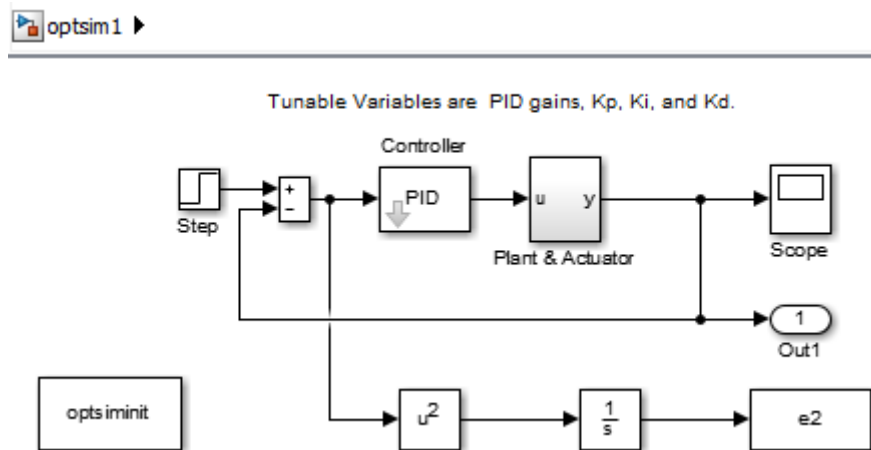 optsim1
Tunable Variables are PID gains, Kp, Ki, and Kd.
Controller
+
−
PID
u y
Step
Plant & Actuator
Scope
1
Out1
optsiminit
u²
1
s
e2